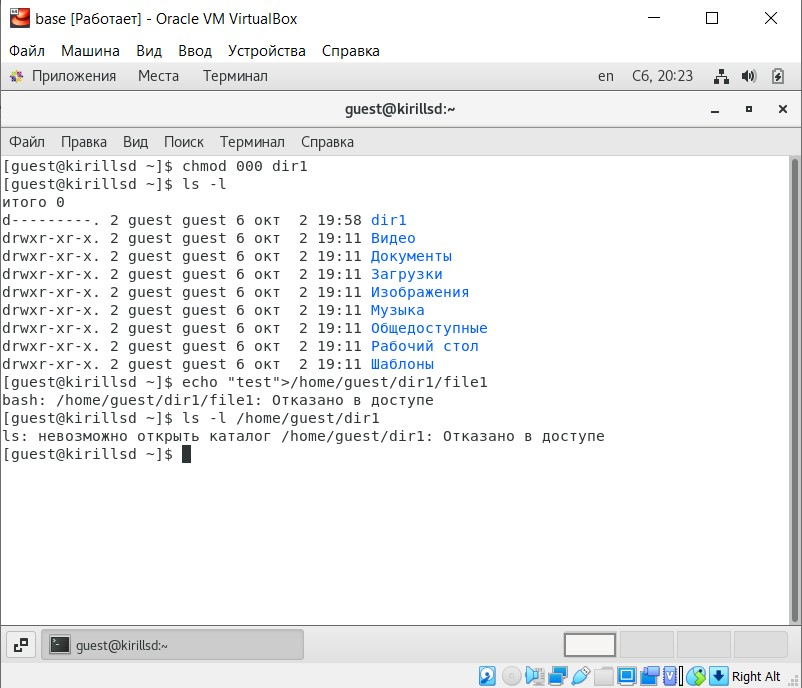 base [Работает] - Oracle VM VirtualBox
Файл Машина Вид Ввод Устройства Справка
Приложения Места Терминал en Сб, 20:23
guest@kirillsd:~
Файл Правка Вид Поиск Терминал Справка
[guest@kirillsd ~]$ chmod 000 dir1
[guest@kirillsd ~]$ ls -l
итого 0
d---------. 2 guest guest 6 окт  2 19:58 dir1
drwxr-xr-x. 2 guest guest 6 окт  2 19:11 Видео
drwxr-xr-x. 2 guest guest 6 окт  2 19:11 Документы
drwxr-xr-x. 2 guest guest 6 окт  2 19:11 Загрузки
drwxr-xr-x. 2 guest guest 6 окт  2 19:11 Изображения
drwxr-xr-x. 2 guest guest 6 окт  2 19:11 Музыка
drwxr-xr-x. 2 guest guest 6 окт  2 19:11 Общедоступные
drwxr-xr-x. 2 guest guest 6 окт  2 19:11 Рабочий стол
drwxr-xr-x. 2 guest guest 6 окт  2 19:11 Шаблоны
[guest@kirillsd ~]$ echo "test">/home/guest/dir1/file1
bash: /home/guest/dir1/file1: Отказано в доступе
[guest@kirillsd ~]$ ls -l /home/guest/dir1
ls: невозможно открыть каталог /home/guest/dir1: Отказано в доступе
[guest@kirillsd ~]$
guest@kirillsd:~
Right Alt